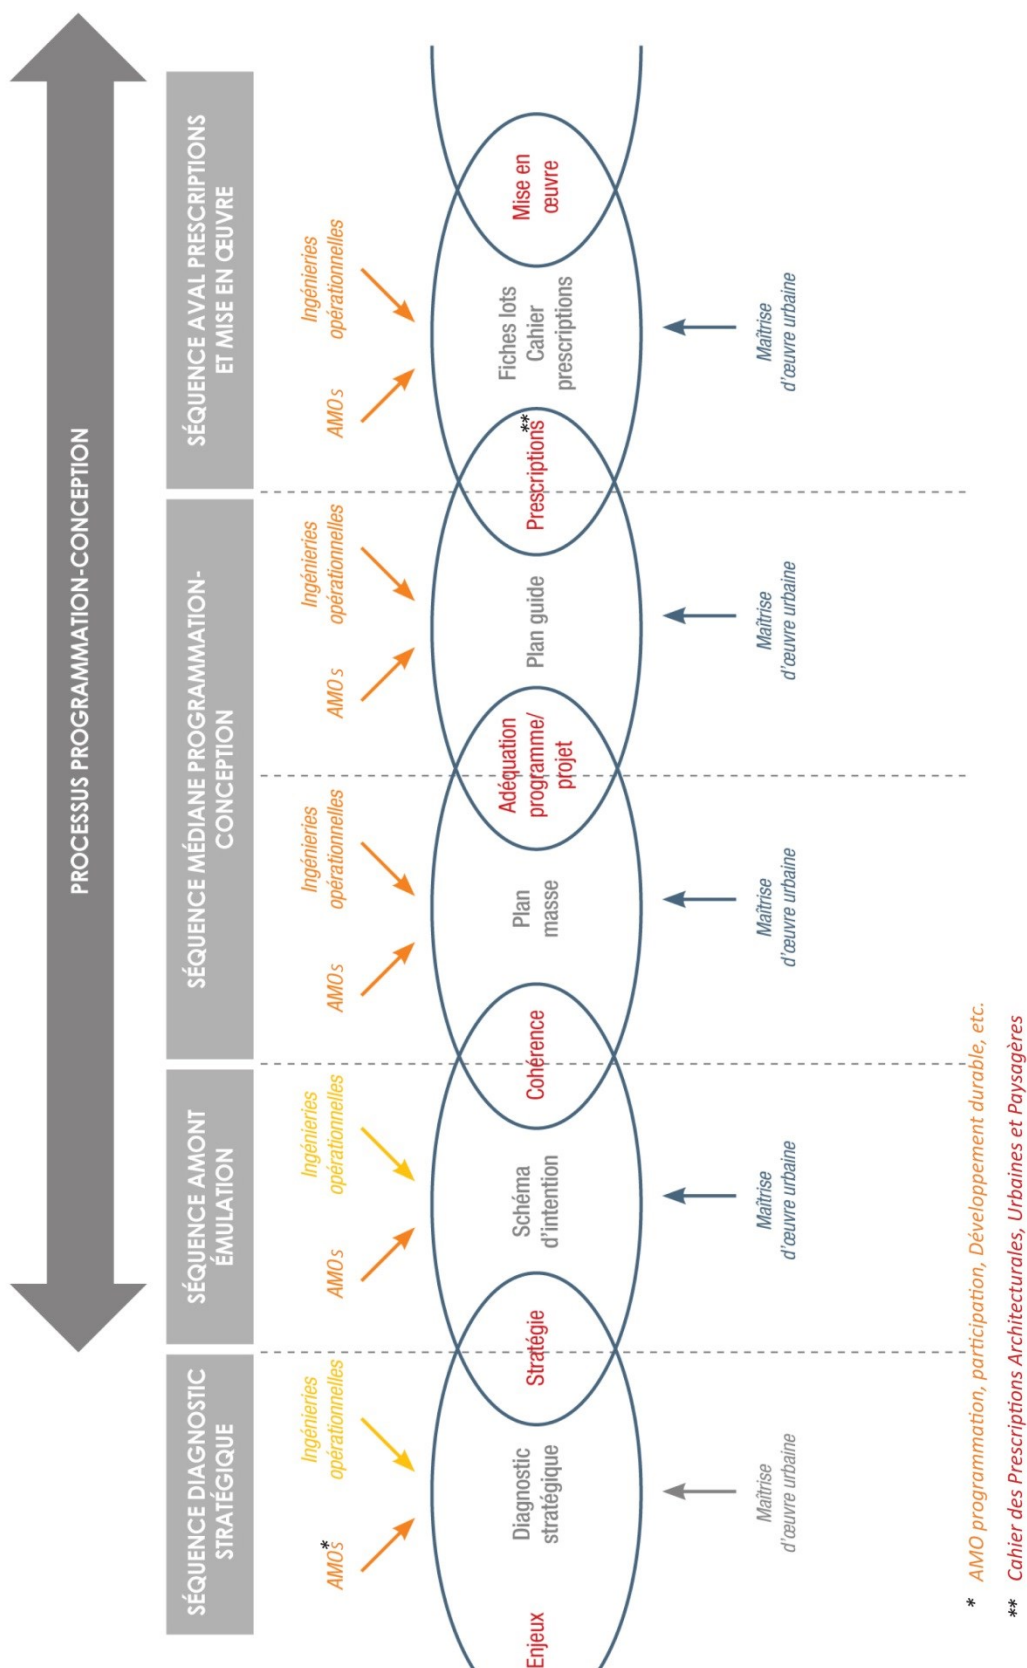 PROCESSUS PROGRAMMATION-CONCEPTION
SÉQUENCE DIAGNOSTIC
STRATÉGIQUE
SÉQUENCE AMONT
ÉMULATION
SÉQUENCE MÉDIANE PROGRAMMATION-
CONCEPTION
SÉQUENCE AVAL PRESCRIPTIONS
ET MISE EN ŒUVRE
AMOs*
Ingénieries
opérationnelles
AMOs
Ingénieries
opérationnelles
AMOs
Ingénieries
opérationnelles
AMOs
Ingénieries
opérationnelles
AMOs
Ingénieries
opérationnelles
Enjeux
Diagnostic
stratégique
Stratégie
Schéma
d'intention
Cohérence
Plan
masse
Adéquation
programme/
projet
Plan guide
Prescriptions**
Fiches lots
Cahier
prescriptions
Mise en
œuvre
Maîtrise
d'œuvre urbaine
Maîtrise
d'œuvre urbaine
Maîtrise
d'œuvre urbaine
Maîtrise
d'œuvre urbaine
Maîtrise
d'œuvre urbaine
* AMO programmation, participation, Développement durable, etc.
** Cahier des Prescriptions Architecturales, Urbaines et Paysagères